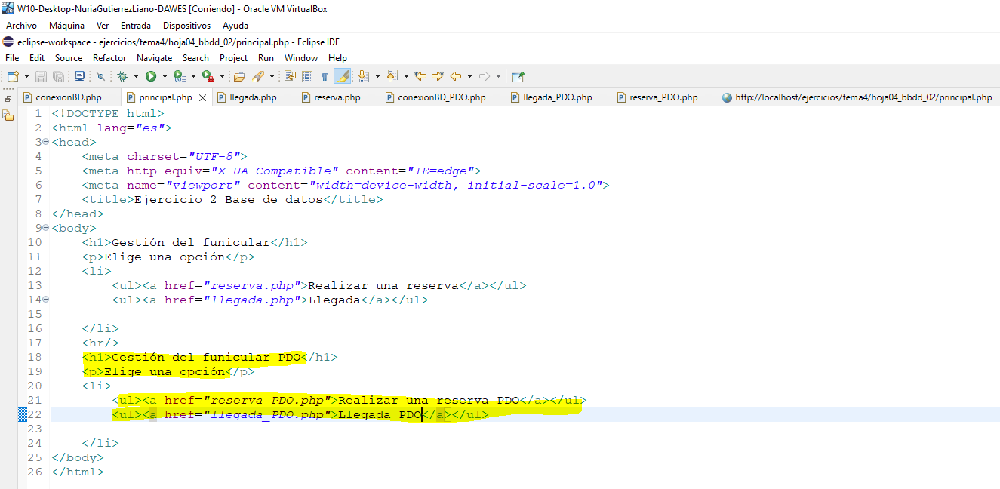 W10-Desktop-NuriaGutierrezLiano-DAWES [Corriendo] - Oracle VM VirtualBox
Archivo Máquina Ver Entrada Dispositivos Ayuda
eclipse-workspace - ejercicios/tema4/hoja04_bbdd_02/principal.php - Eclipse IDE
File Edit Source Refactor Navigate Search Project Run Window Help
conexionBD.php principal.php llegada.php reserva.php conexionBD_PDO.php llegada_PDO.php reserva_PDO.php http://localhost/ejercicios/tema4/hoja04_bbdd_02/principal.php
1 <!DOCTYPE html>
2 <html lang="es">
3 <head>
4 <meta charset="UTF-8">
5 <meta http-equiv="X-UA-Compatible" content="IE=edge">
6 <meta name="viewport" content="width=device-width, initial-scale=1.0">
7 <title>Ejercicio 2 Base de datos</title>
8 </head>
9 <body>
10 <h1>Gestión del funicular</h1>
11 <p>Elige una opción</p>
12 <li>
13 <ul><a href="reserva.php">Realizar una reserva</a></ul>
14 <ul><a href="llegada.php">Llegada</a></ul>
15
16 </li>
17 <hr/>
18 <h1>Gestión del funicular PDO</h1>
19 <p>Elige una opción</p>
20 <li>
21 <ul><a href="reserva_PDO.php">Realizar una reserva PDO</a></ul>
22 <ul><a href="llegada_PDO.php">Llegada PDO</a></ul>
23
24 </li>
25 </body>
26 </html>